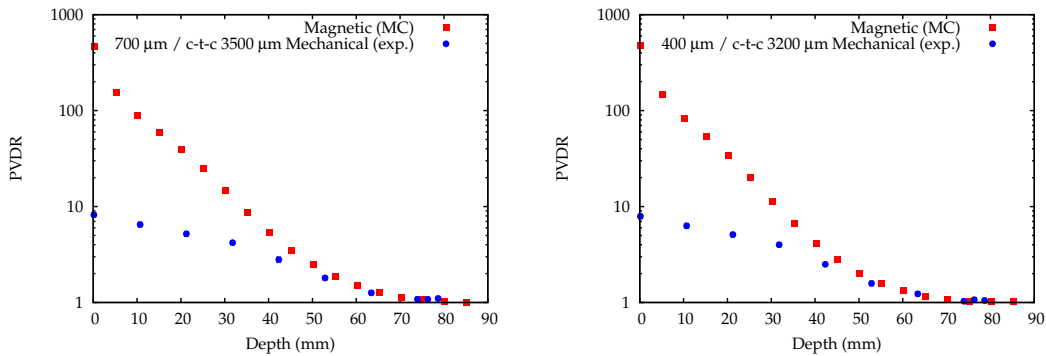 1000
100
10
1
PVDR
Magnetic (MC)
700 μm / c-t-c 3500 μm Mechanical (exp.)
0 10 20 30 40 50 60 70 80 90
Depth (mm)
1000
100
10
1
PVDR
Magnetic (MC)
400 μm / c-t-c 3200 μm Mechanical (exp.)
0 10 20 30 40 50 60 70 80 90
Depth (mm)